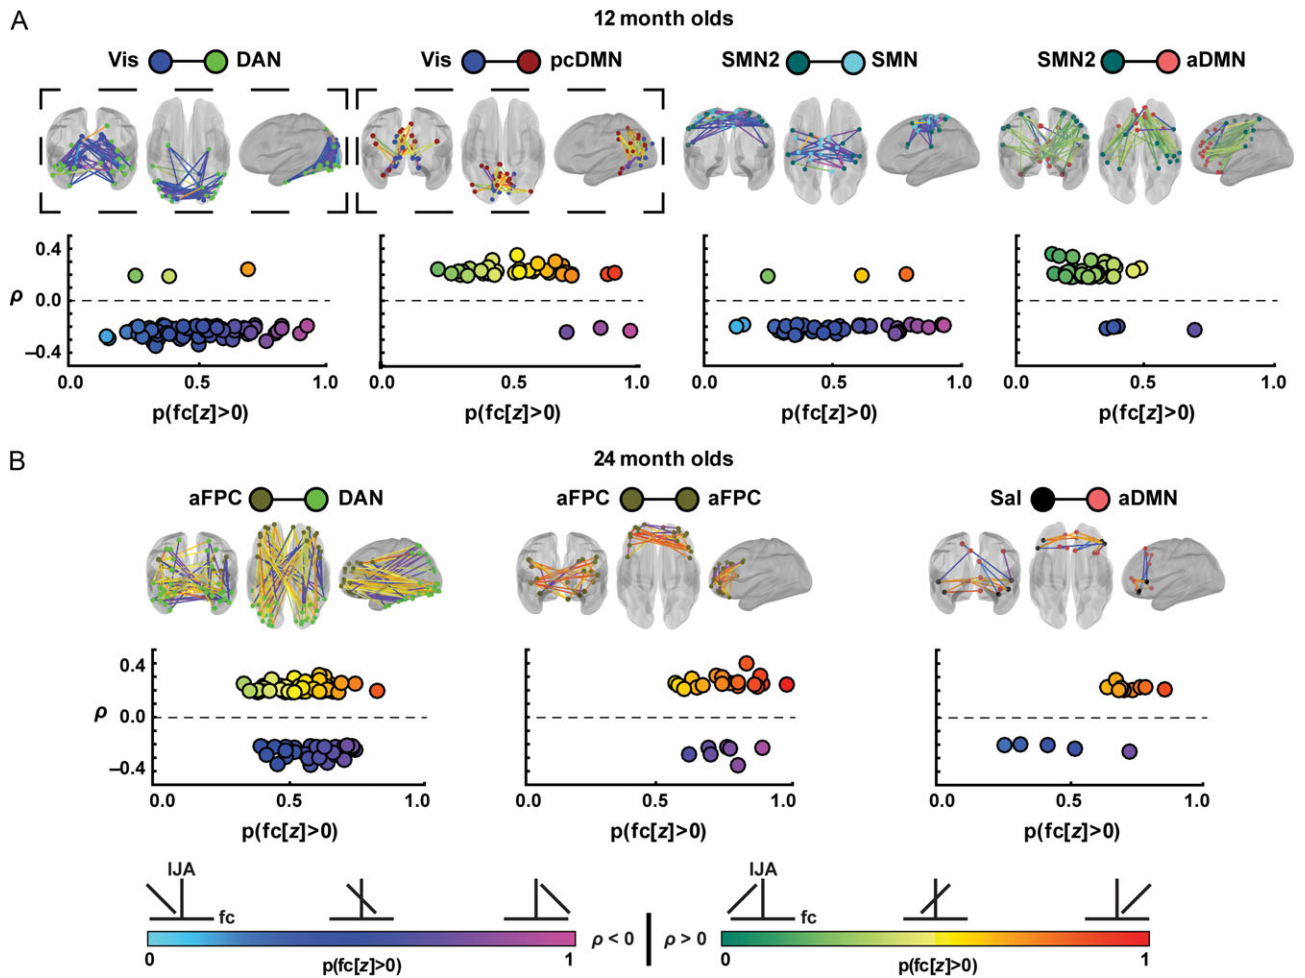 A
12 month olds
Vis DAN Vis pcDMN SMN2 SMN SMN2 aDMN
0.4
ρ 0.0
–0.4
0.0 0.5 1.0 0.0 0.5 1.0 0.0 0.5 1.0 0.0 0.5 1.0
p(fc[z]>0) p(fc[z]>0) p(fc[z]>0) p(fc[z]>0)
B
24 month olds
aFPC DAN aFPC aFPC Sal aDMN
0.4
ρ 0.0
–0.4
0.0 0.5 1.0 0.0 0.5 1.0 0.0 0.5 1.0
p(fc[z]>0) p(fc[z]>0) p(fc[z]>0)
IJA IJA
fc fc
ρ < 0 ρ > 0
0 p(fc[z]>0) 1 0 p(fc[z]>0) 1